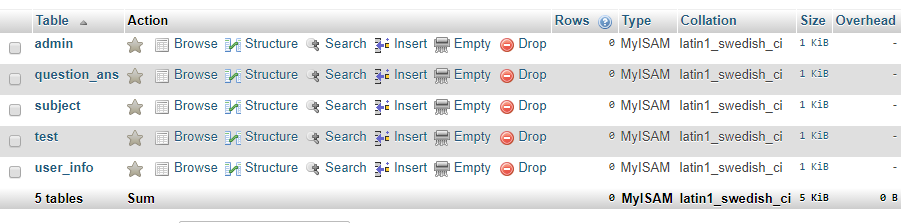 Table Action Rows Type Collation Size Overhead
admin Browse Structure Search Insert Empty Drop 0 MyISAM latin1_swedish_ci 1 KiB -
question_ans Browse Structure Search Insert Empty Drop 0 MyISAM latin1_swedish_ci 1 KiB -
subject Browse Structure Search Insert Empty Drop 0 MyISAM latin1_swedish_ci 1 KiB -
test Browse Structure Search Insert Empty Drop 0 MyISAM latin1_swedish_ci 1 KiB -
user_info Browse Structure Search Insert Empty Drop 0 MyISAM latin1_swedish_ci 1 KiB -
5 tables Sum 0 MyISAM latin1_swedish_ci 5 KiB 0 B